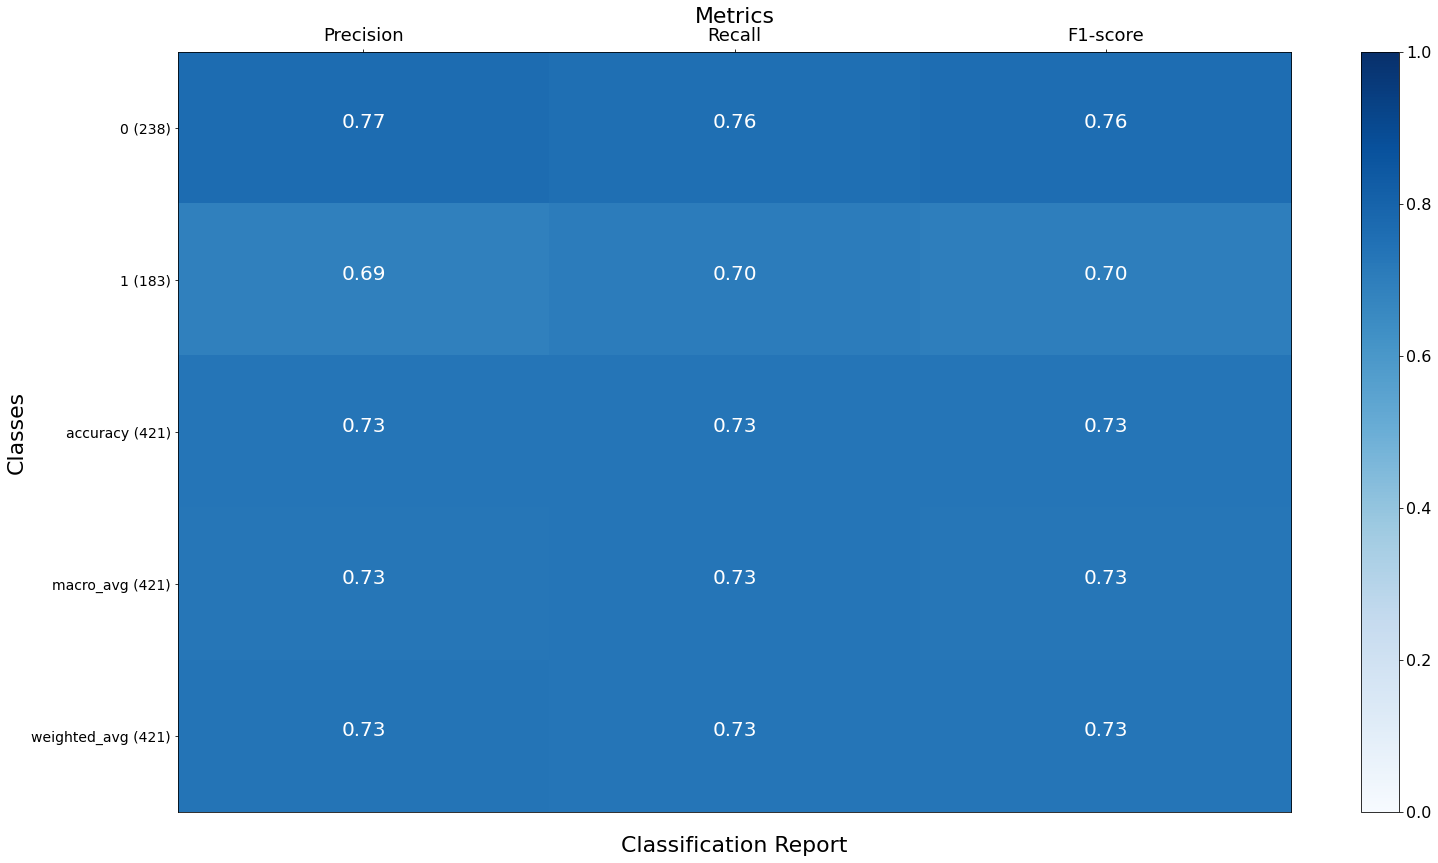 Metrics
Precision Recall F1-score
0 (238) 0.77 0.76 0.76
1 (183) 0.69 0.70 0.70
accuracy (421) 0.73 0.73 0.73
macro_avg (421) 0.73 0.73 0.73
weighted_avg (421) 0.73 0.73 0.73
Classes
Classification Report
1.0
0.8
0.6
0.4
0.2
0.0